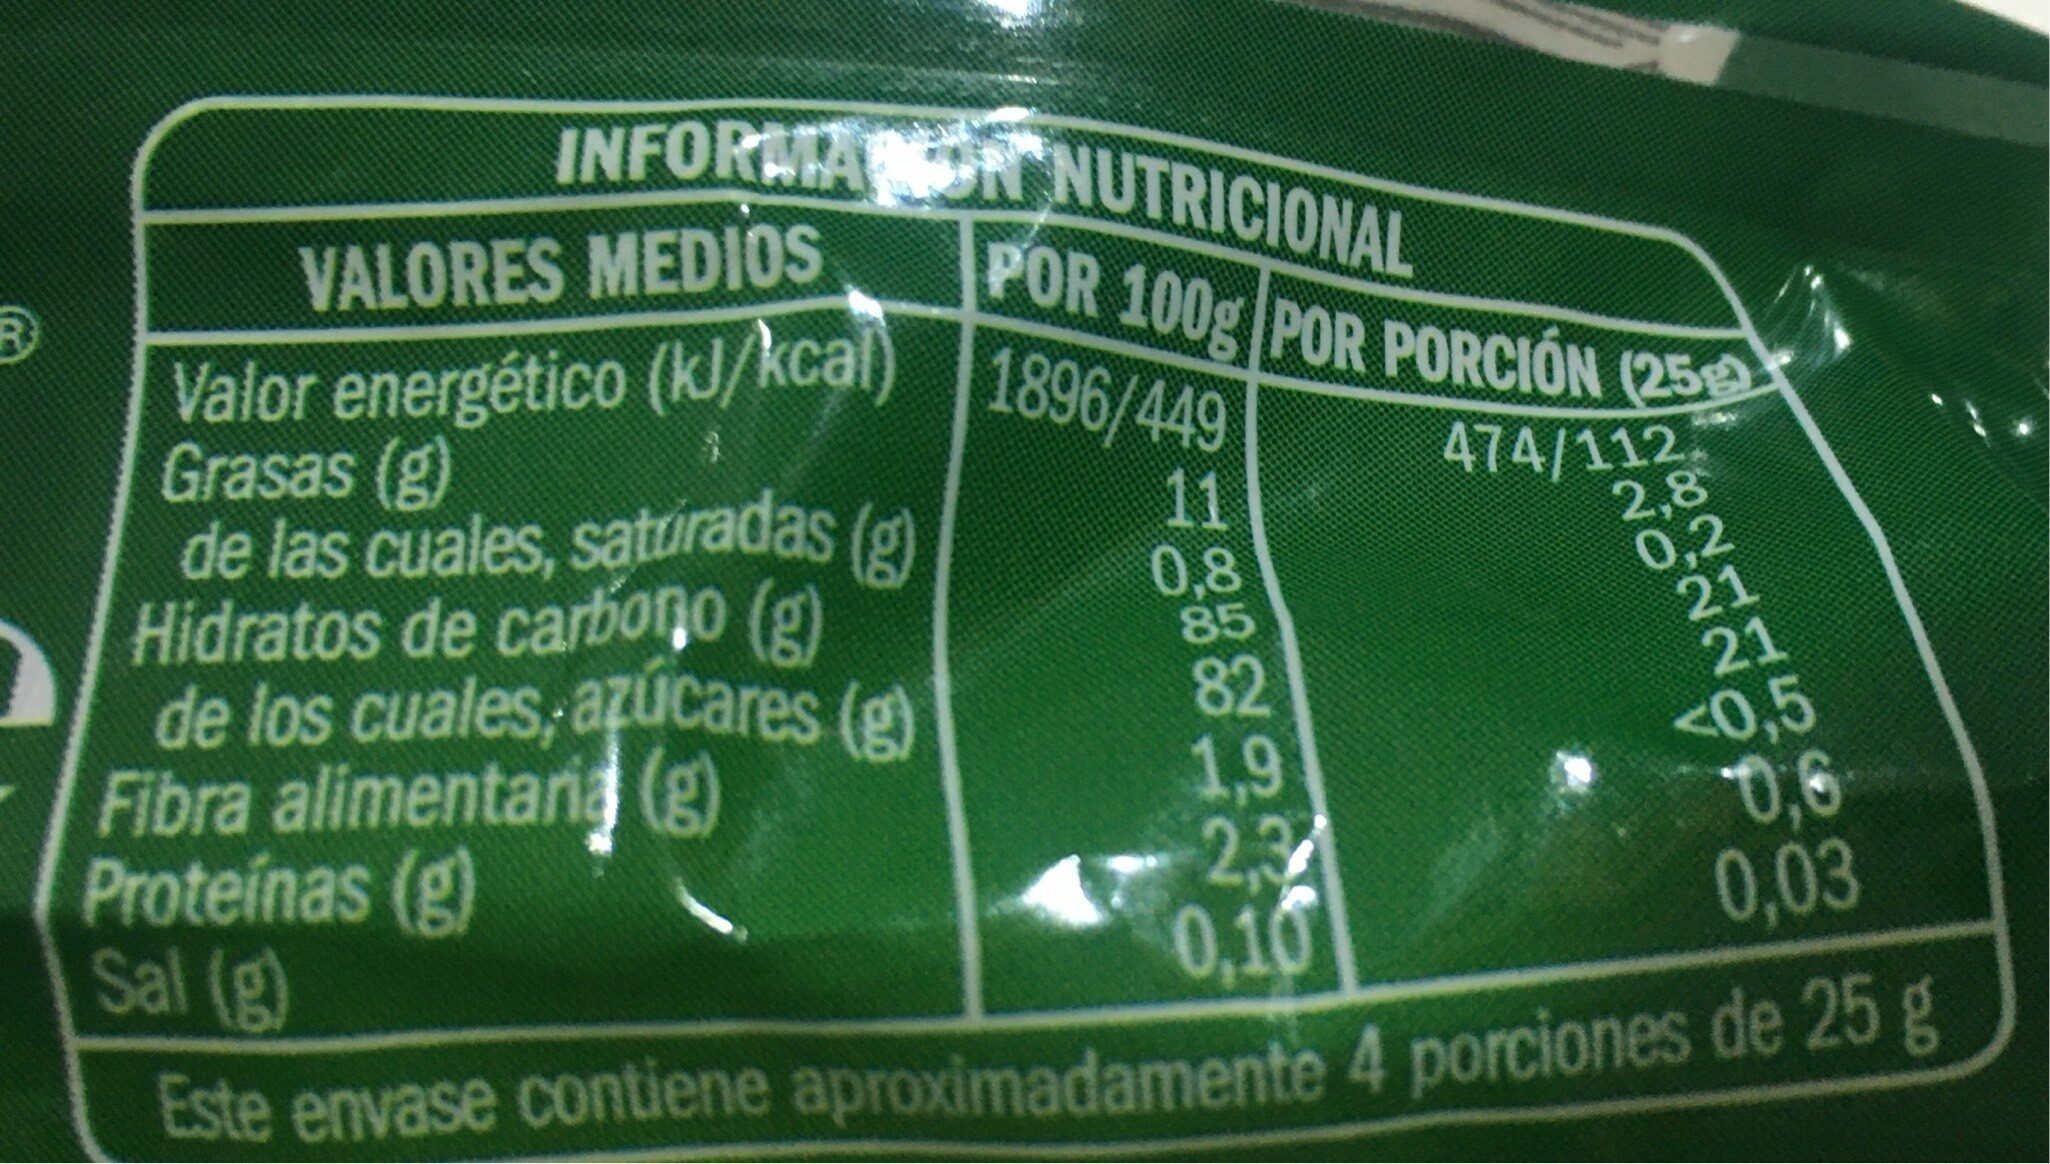 INFORMACIÓN NUTRICIONAL
VALORES MEDIOS POR 100g POR PORCIÓN (25g)
Valor energético (kJ/kcal) 1896/449 474/112
Grasas (g) 11 2,8
de las cuales, saturadas (g) 0,8 0,2
Hidratos de carbono (g) 85 21
de los cuales, azúcares (g) 82 21
Fibra alimentaria (g) 1,9 <0,5
Proteínas (g) 2,3 0,6
Sal (g) 0,10 0,03
Este envase contiene aproximadamente 4 porciones de 25 g
®